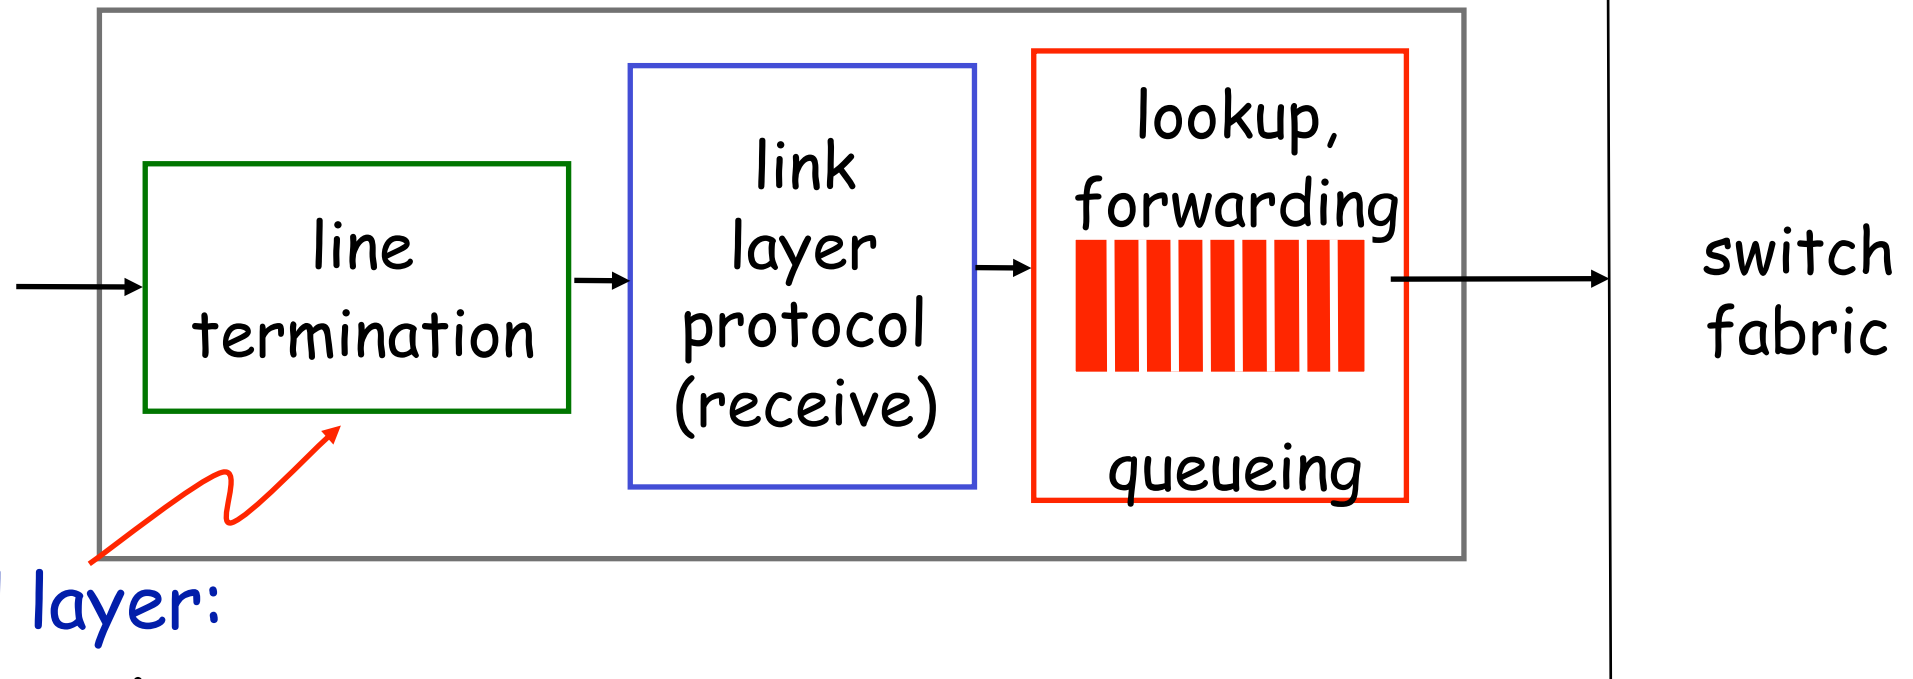 line
termination
link
layer
protocol
(receive)
lookup,
forwarding
queueing
switch
fabric
layer: